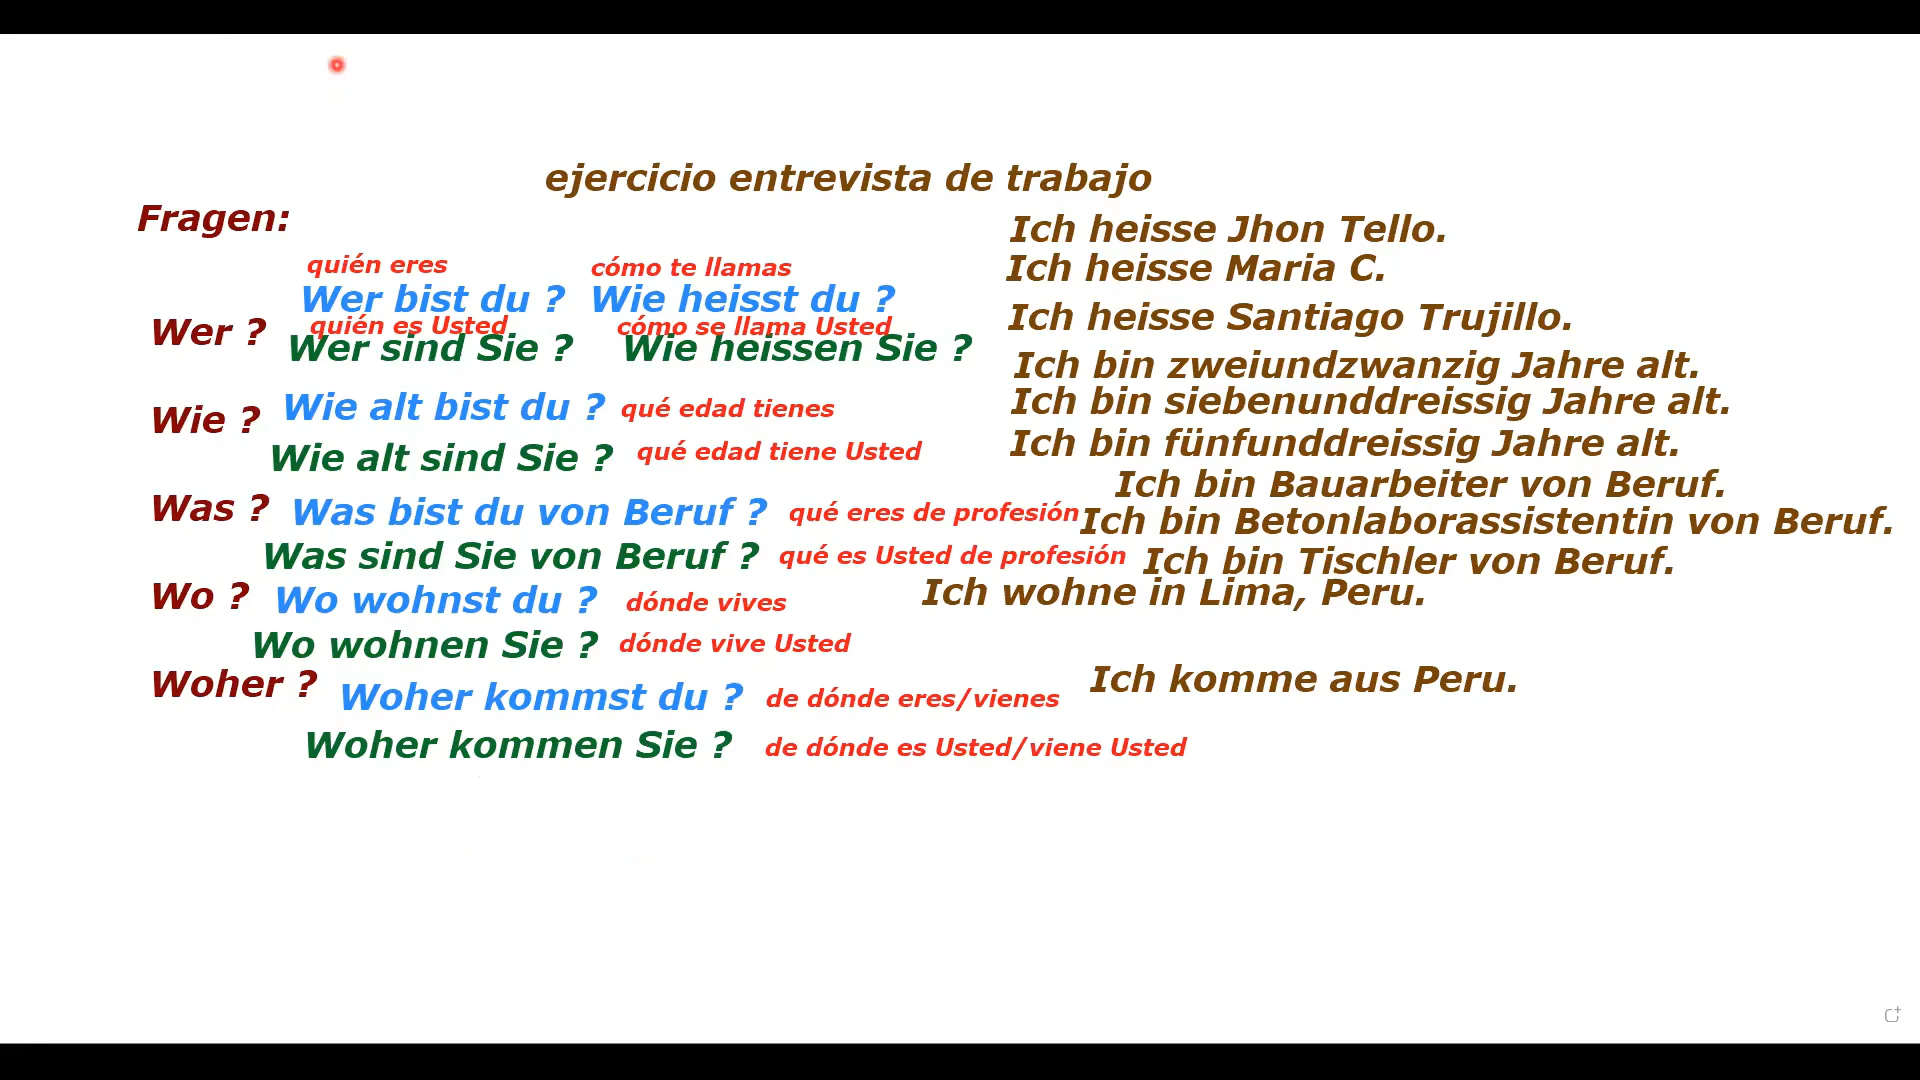 ejercicio entrevista de trabajo
Fragen:
Ich heisse Jhon Tello.
quién eres cómo te llamas
Ich heisse Maria C.
Wer bist du ? Wie heisst du ?
Ich heisse Santiago Trujillo.
quién es Usted cómo se llama Usted
Wer ? Wer sind Sie ? Wie heissen Sie ?
Ich bin zweiundzwanzig Jahre alt.
Wie alt bist du ? qué edad tienes Ich bin siebenunddreissig Jahre alt.
Wie ?
Ich bin fünfunddreissig Jahre alt.
Wie alt sind Sie ? qué edad tiene Usted
Ich bin Bauarbeiter von Beruf.
Was ? Was bist du von Beruf ? qué eres de profesión Ich bin Betonlaborassistentin von Beruf.
Was sind Sie von Beruf ? qué es Usted de profesión Ich bin Tischler von Beruf.
Wo ? Wo wohnst du ? dónde vives Ich wohne in Lima, Peru.
Wo wohnen Sie ? dónde vive Usted
Woher ? Woher kommst du ? de dónde eres/vienes Ich komme aus Peru.
Woher kommen Sie ? de dónde es Usted/viene Usted